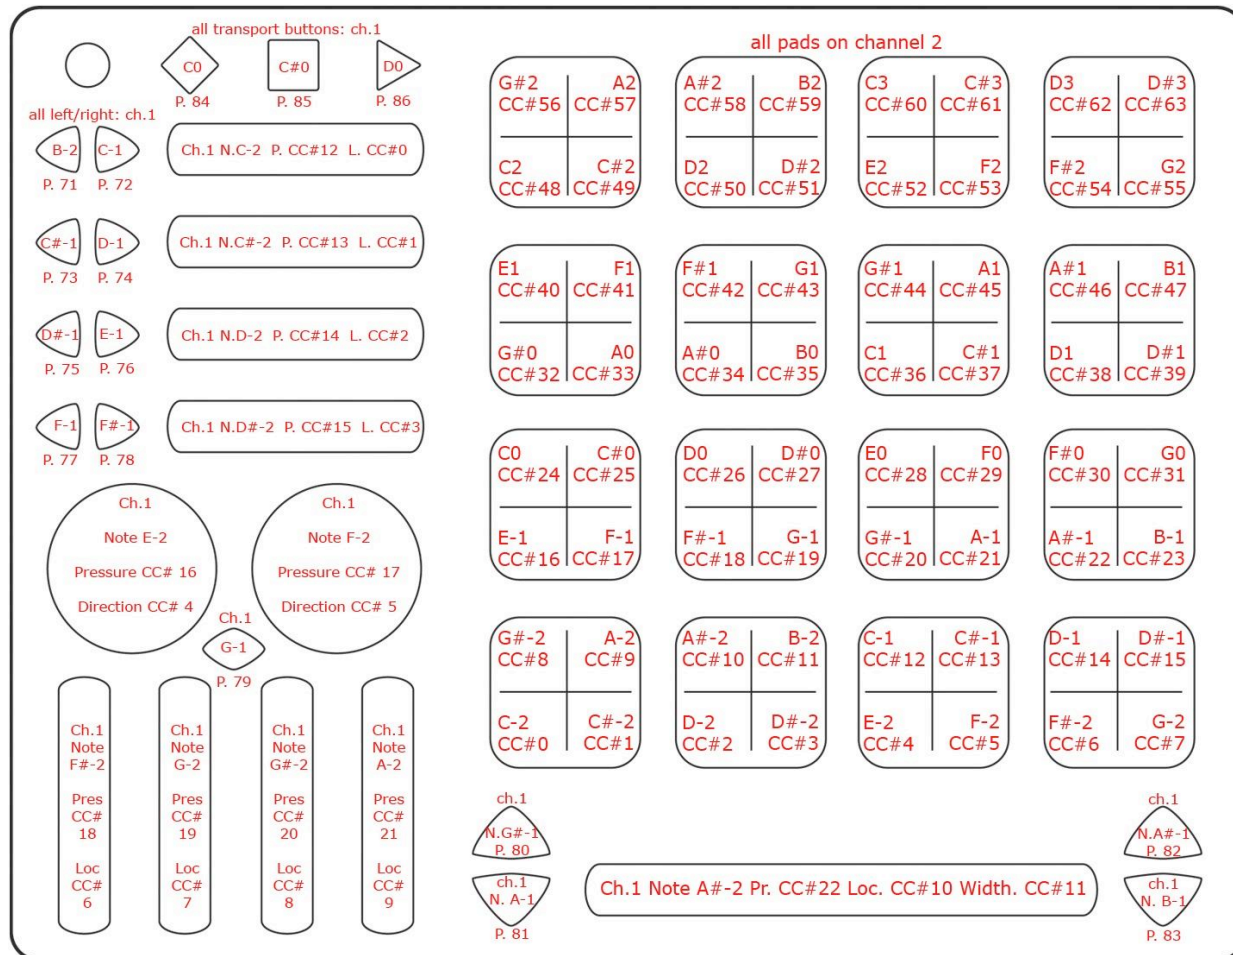 all transport buttons: ch.1
C0
C#0
D0
P. 84
P. 85
P. 86
all left/right: ch.1
B-2
C-1
P. 71
P. 72
Ch.1 N.C-2 P. CC#12 L. CC#0
C#-1
D-1
P. 73
P. 74
Ch.1 N.C#-2 P. CC#13 L. CC#1
D#-1
E-1
P. 75
P. 76
Ch.1 N.D-2 P. CC#14 L. CC#2
F-1
F#-1
P. 77
P. 78
Ch.1 N.D#-2 P. CC#15 L. CC#3
Ch.1
Note E-2
Pressure CC# 16
Direction CC# 4
Ch.1
Note F-2
Pressure CC# 17
Direction CC# 5
Ch.1
G-1
P. 79
Ch.1
Note
F#-2
Pres
CC#
18
Loc
CC#
6
Ch.1
Note
G-2
Pres
CC#
19
Loc
CC#
7
Ch.1
Note
G#-2
Pres
CC#
20
Loc
CC#
8
Ch.1
Note
A-2
Pres
CC#
21
Loc
CC#
9
all pads on channel 2
G#2 A2
CC#56 CC#57
C2 C#2
CC#48 CC#49
A#2 B2
CC#58 CC#59
D2 D#2
CC#50 CC#51
C3 C#3
CC#60 CC#61
E2 F2
CC#52 CC#53
D3 D#3
CC#62 CC#63
F#2 G2
CC#54 CC#55
E1 F1
CC#40 CC#41
G#0 A0
CC#32 CC#33
F#1 G1
CC#42 CC#43
A#0 B0
CC#34 CC#35
G#1 A1
CC#44 CC#45
C1 C#1
CC#36 CC#37
A#1 B1
CC#46 CC#47
D1 D#1
CC#38 CC#39
C0 C#0
CC#24 CC#25
E-1 F-1
CC#16 CC#17
D0 D#0
CC#26 CC#27
F#-1 G-1
CC#18 CC#19
E0 F0
CC#28 CC#29
G#-1 A-1
CC#20 CC#21
F#0 G0
CC#30 CC#31
A#-1 B-1
CC#22 CC#23
G#-2 A-2
CC#8 CC#9
C-2 C#-2
CC#0 CC#1
A#-2 B-2
CC#10 CC#11
D-2 D#-2
CC#2 CC#3
C-1 C#-1
CC#12 CC#13
E-2 F-2
CC#4 CC#5
D-1 D#-1
CC#14 CC#15
F#-2 G-2
CC#6 CC#7
ch.1
N.G#-1
P. 80
ch.1
N. A-1
P. 81
Ch.1 Note A#-2 Pr. CC#22 Loc. CC#10 Width. CC#11
ch.1
N.A#-1
P. 82
ch.1
N. B-1
P. 83